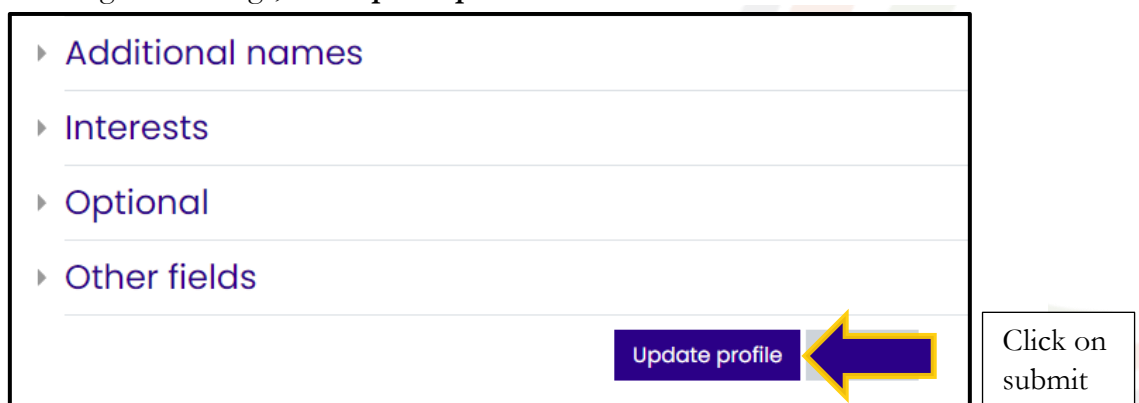 Additional names
Interests
Optional
Other fields
Update profile
Click on
submit